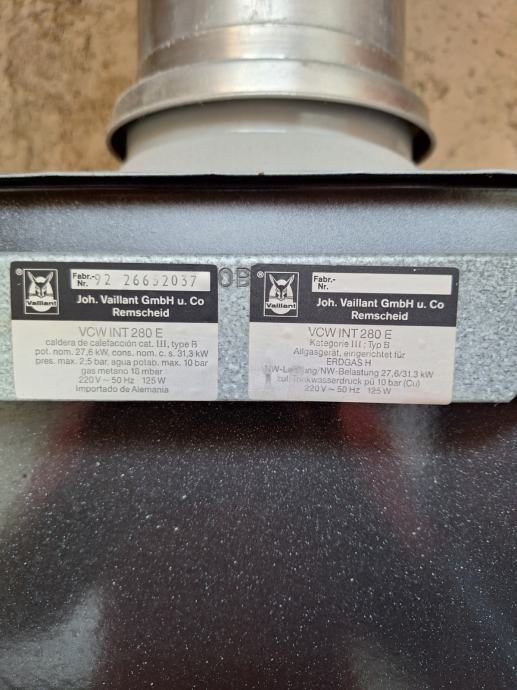 Fabr.-
Nr. 92 26652037
® Vaillant
Joh. Vaillant GmbH u. Co
Remscheid
VCW INT 280 E
caldera de calefacción cat. III, type B
pot. nom. 27,6 kW, cons. nom. c. s. 31,3 kW
pres. max. 2,5 bar, agua potab. max. 10 bar
gas metano 18 mbar
220 V ~ 50 Hz 125 W
Importado de Alemania
OB
Fabr.-
Nr.
® Vaillant
Joh. Vaillant GmbH u. Co
Remscheid
VCW INT 280 E
Kategorie III; Typ B
Allgasgerät, eingerichtet für
ERDGAS H
/NW-Belastung 27,6/31,3 kW
zul. Trinkwasserdruck pü 10 bar (Cu)
220 V ~ 50 Hz 125 W